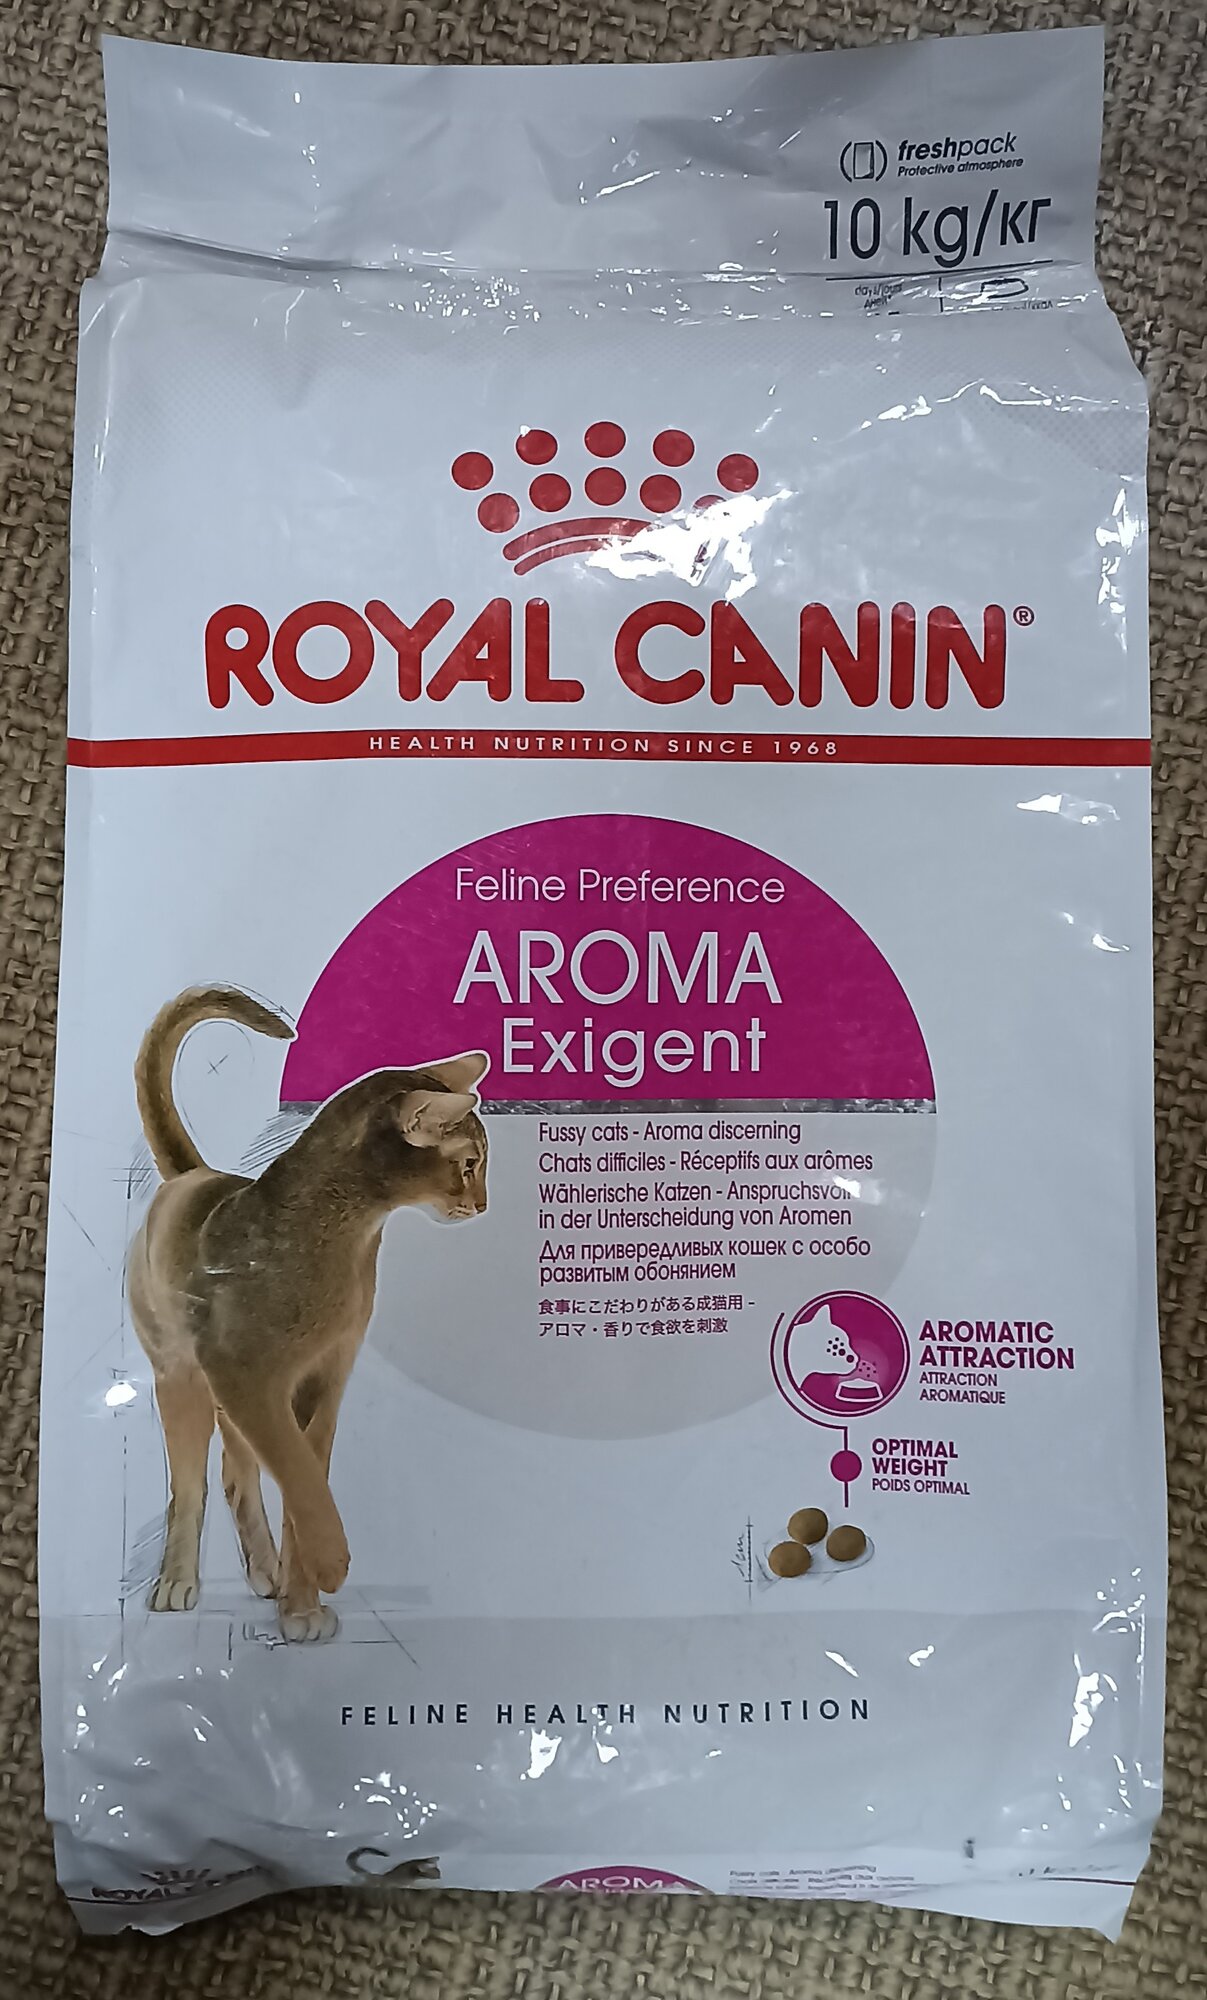 freshpack
Protective atmosphere
10 kg/кг
ROYAL CANIN®
HEALTH NUTRITION SINCE 1968
Feline Preference
AROMA
Exigent
Fussy cats - Aroma discerning
Chats difficiles - Réceptifs aux arômes
Wählerische Katzen - Anspruchsvoll
in der Unterscheidung von Aromen
Для привередливых кошек с особо
развитым обонянием
食事にこだわりがある成猫用 -
アロマ・香りで食欲を刺激
AROMATIC
ATTRACTION
ATTRACTION
AROMATIQUE
OPTIMAL
WEIGHT
POIDS OPTIMAL
1cm
FELINE HEALTH NUTRITION
ROYAL
AROMA